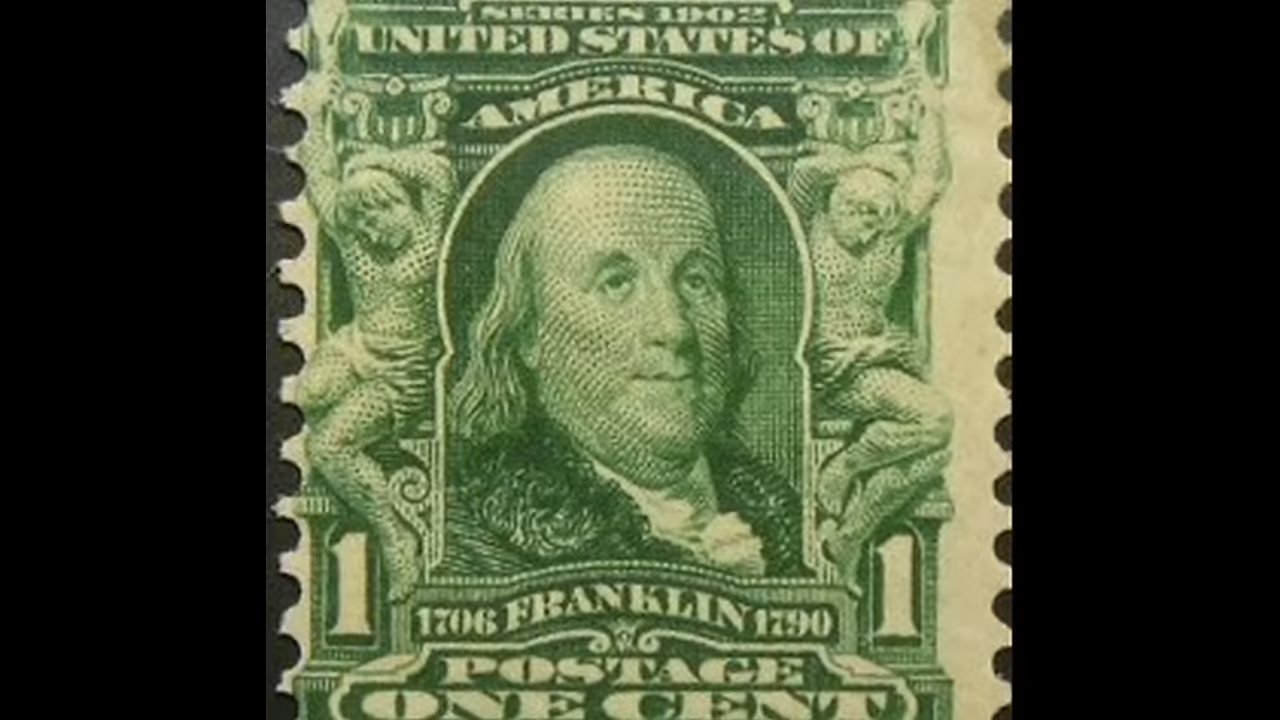 SERIES 1902
UNITED STATES OF
AMERICA
1 1
1706 FRANKLIN 1790
POSTAGE
ONE CENT